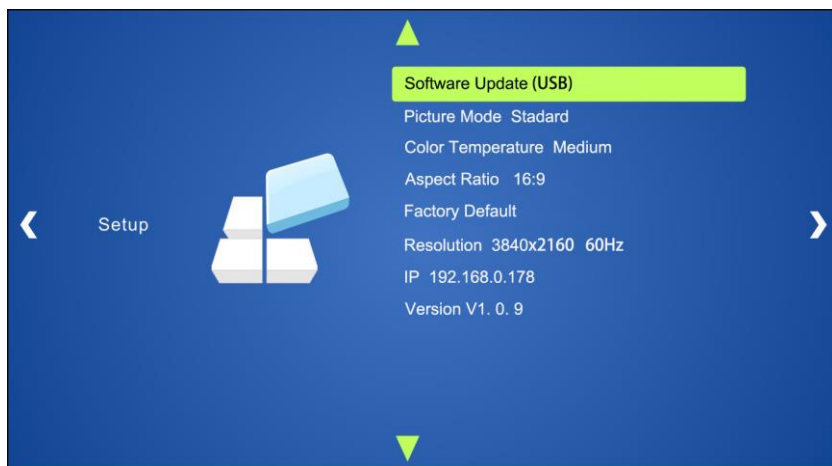 Software Update (USB)
Picture Mode Stadard
Color Temperature Medium
Aspect Ratio 16:9
Factory Default
Setup
Resolution 3840x2160 60Hz
IP 192.168.0.178
Version V1. 0. 9